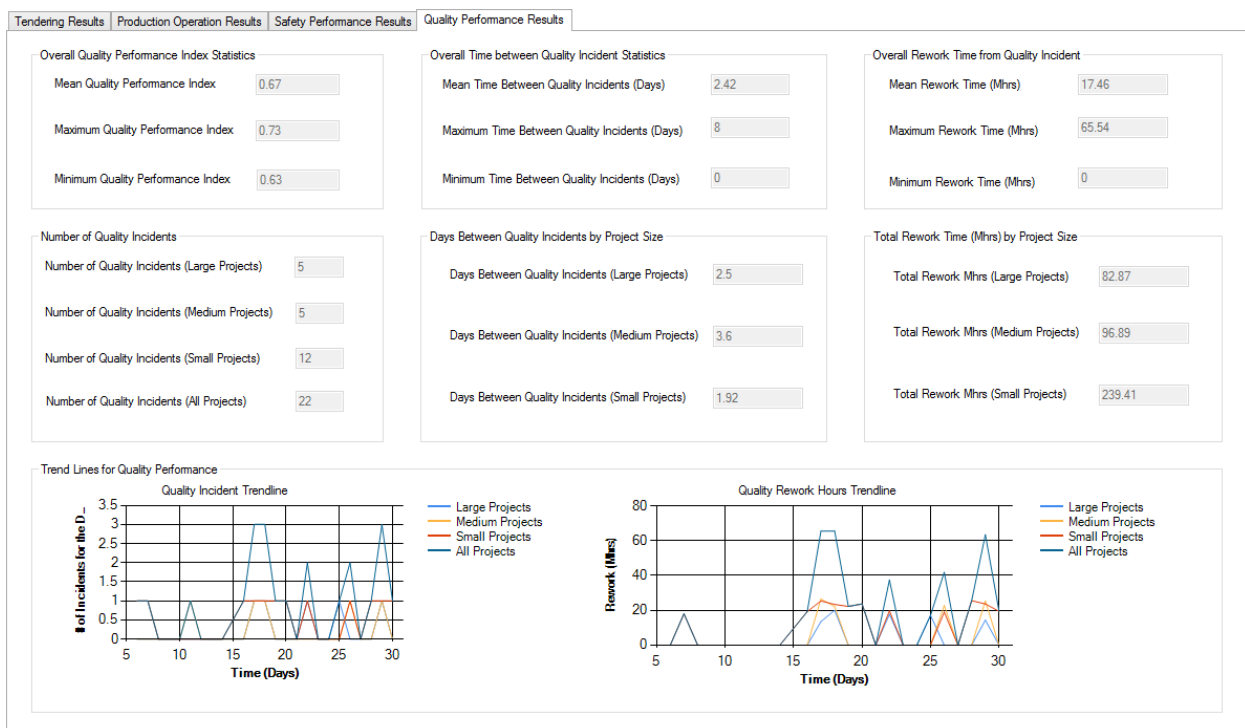 Tendering Results Production Operation Results Safety Performance Results Quality Performance Results
Overall Quality Performance Index Statistics
Mean Quality Performance Index 0.67
Maximum Quality Performance Index 0.73
Minimum Quality Performance Index 0.63
Overall Time between Quality Incident Statistics
Mean Time Between Quality Incidents (Days) 2.42
Maximum Time Between Quality Incidents (Days) 8
Minimum Time Between Quality Incidents (Days) 0
Overall Rework Time from Quality Incident
Mean Rework Time (Mhrs) 17.46
Maximum Rework Time (Mhrs) 65.54
Minimum Rework Time (Mhrs) 0
Number of Quality Incidents
Number of Quality Incidents (Large Projects) 5
Number of Quality Incidents (Medium Projects) 5
Number of Quality Incidents (Small Projects) 12
Number of Quality Incidents (All Projects) 22
Days Between Quality Incidents by Project Size
Days Between Quality Incidents (Large Projects) 2.5
Days Between Quality Incidents (Medium Projects) 3.6
Days Between Quality Incidents (Small Projects) 1.92
Total Rework Time (Mhrs) by Project Size
Total Rework Mhrs (Large Projects) 82.87
Total Rework Mhrs (Medium Projects) 96.89
Total Rework Mhrs (Small Projects) 239.41
Trend Lines for Quality Performance
Quality Incident Trendline
# of Incidents for the D_
3.5
3
2.5
2
1.5
1
0.5
0
5 10 15 20 25 30
Time (Days)
Large Projects
Medium Projects
Small Projects
All Projects
Quality Rework Hours Trendline
Rework (Mhrs)
80
60
40
20
0
5 10 15 20 25 30
Time (Days)
Large Projects
Medium Projects
Small Projects
All Projects